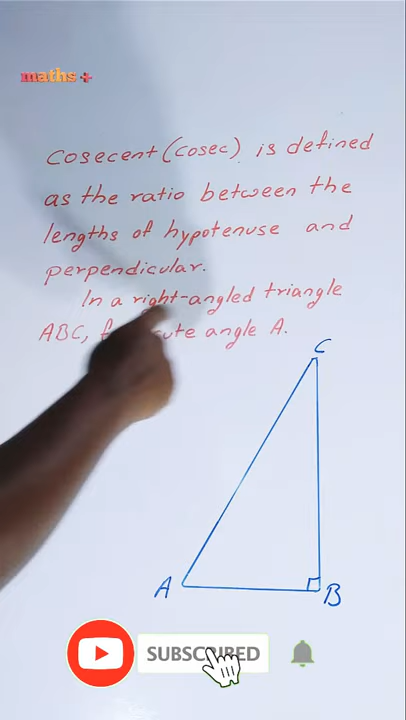 maths+
Cosecent (cosec) is defined
as the ratio between the
lengths of hypotenuse and
perpendicular.
In a right-angled triangle
ABC, angle A.
C
A
B
SUBSCRIBED